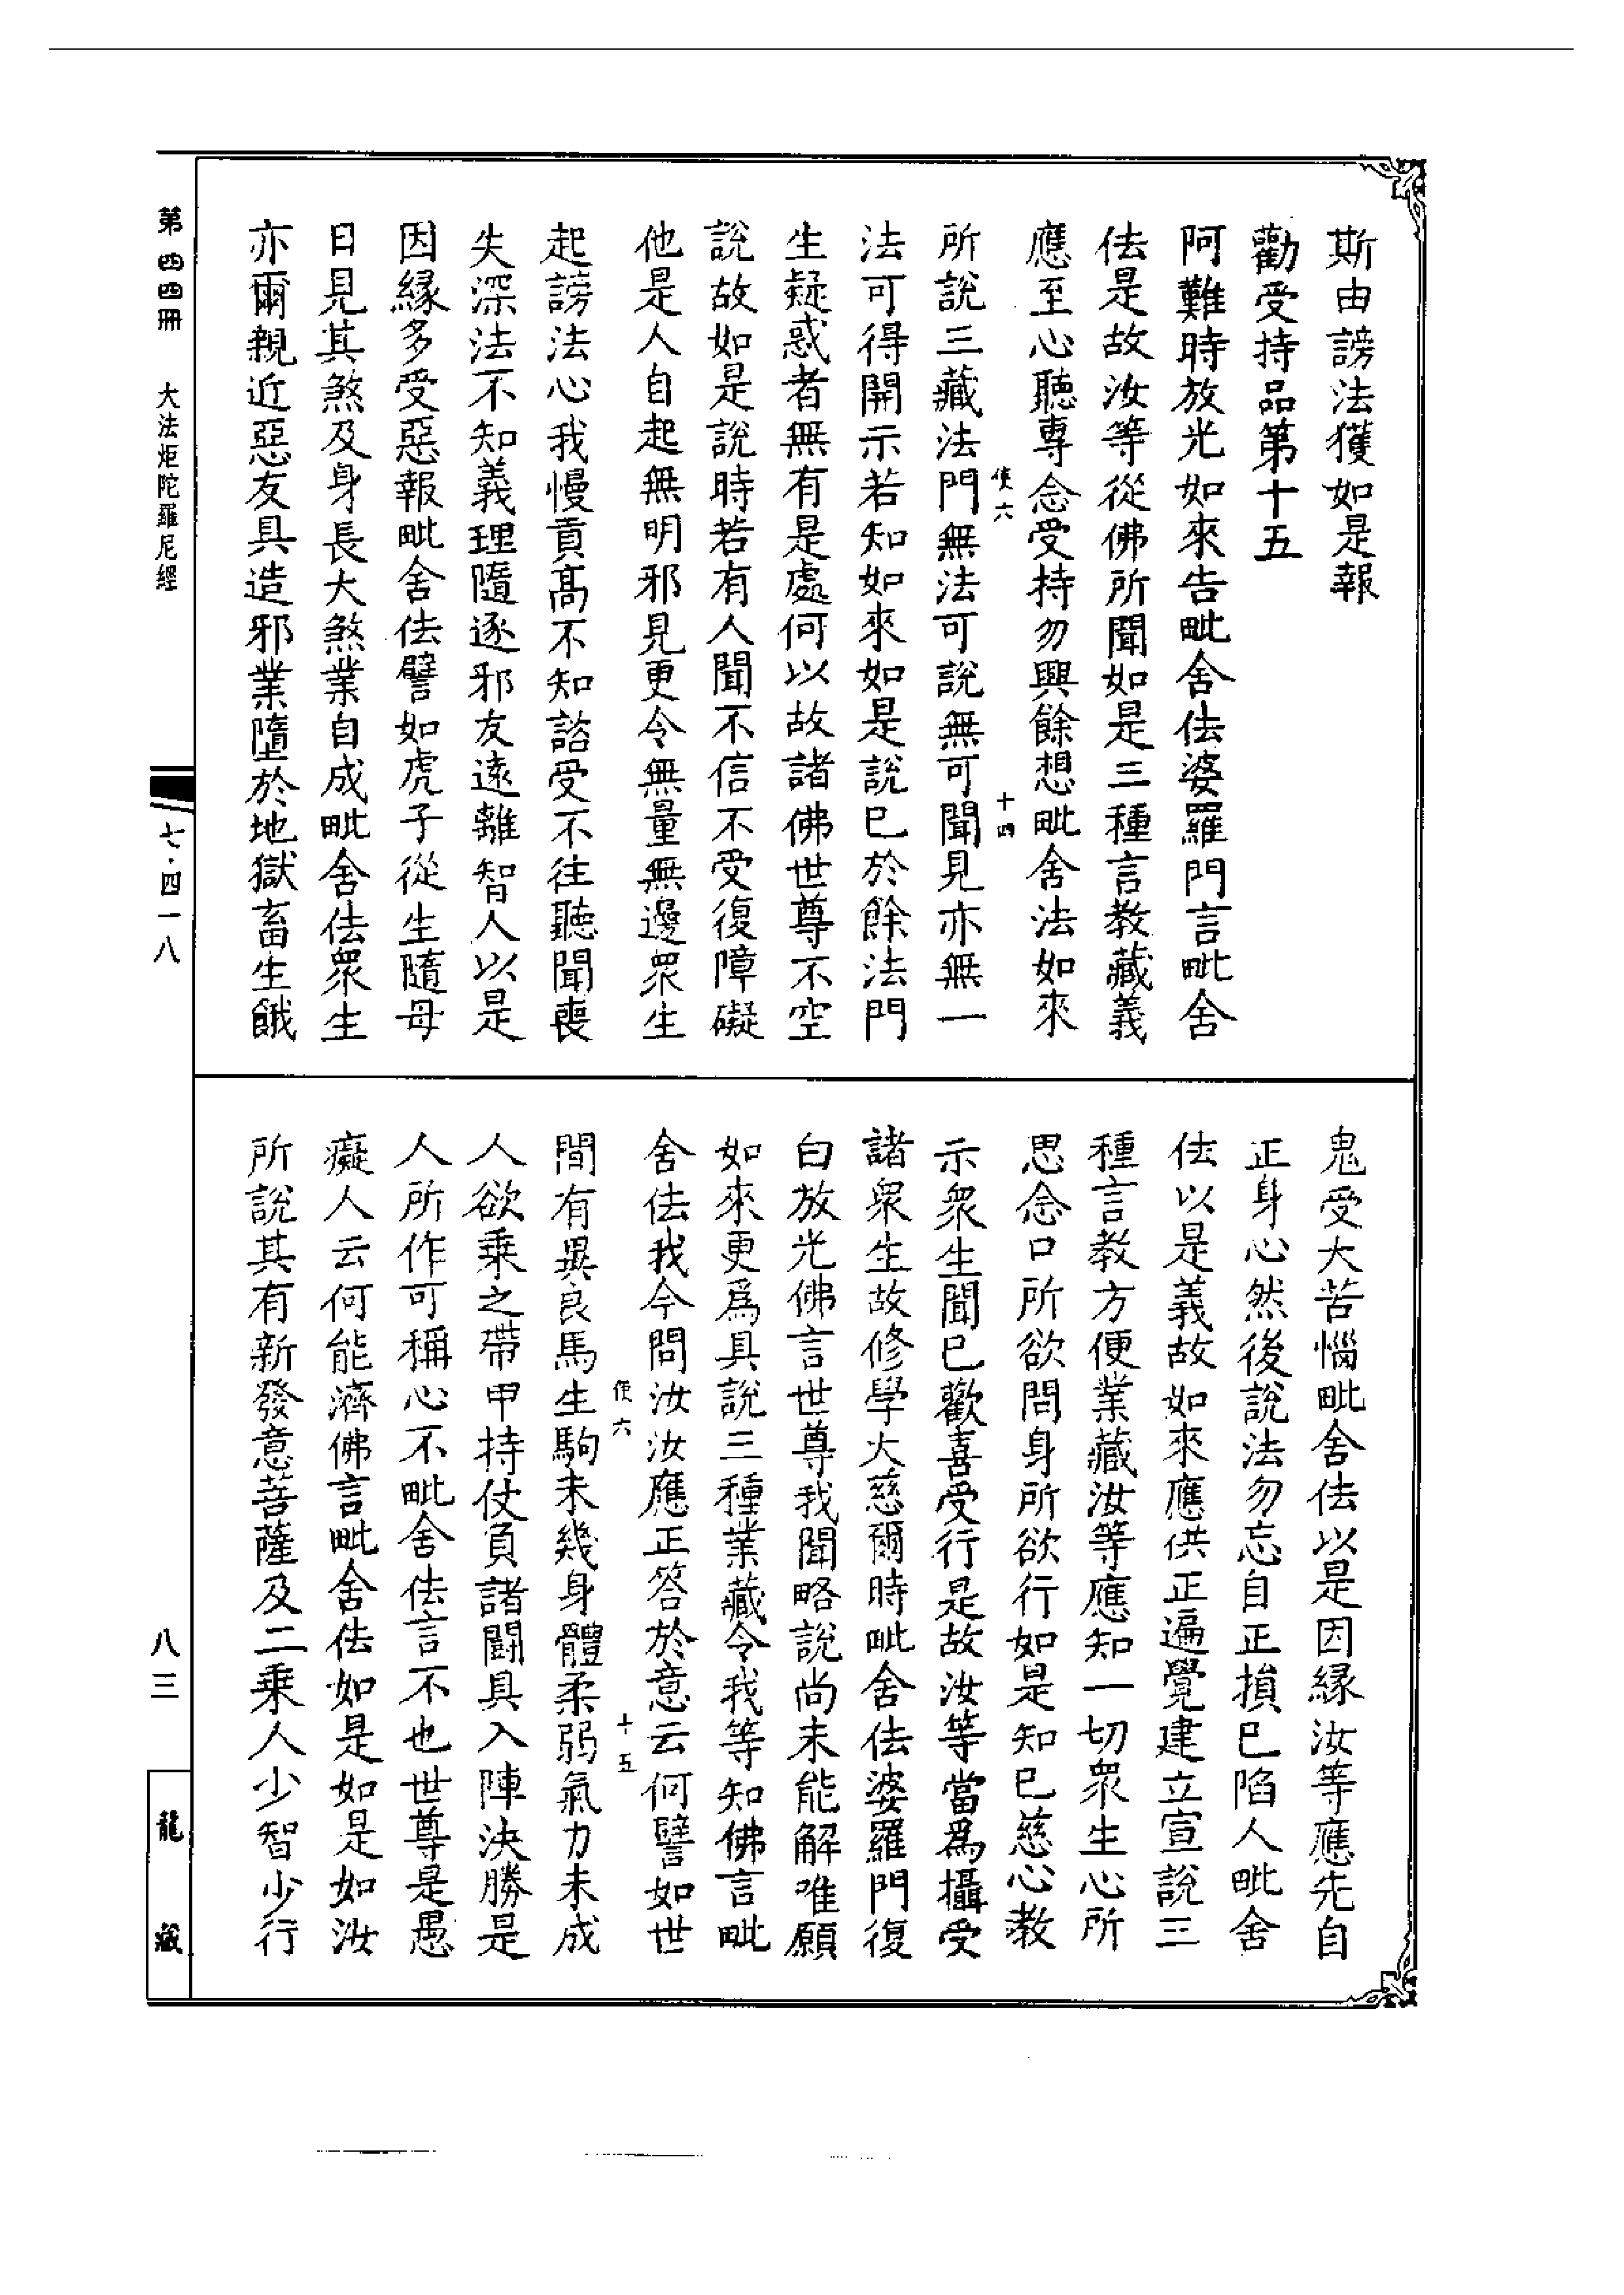 斯由謗法獲如是報
勸受持品第十五
阿難時放光如來告毗舍佉婆羅門言毗舍
佉是故汝等從佛所聞如是三種言教藏義
應至心聽專念受持勿興餘想毗舍法如來
使六 十四
所說三藏法門無法可說無可聞見亦無一
法可得開示若知如來如是說已於餘法門
生疑惑者無有是處何以故諸佛世尊不空
說故如是說時若有人聞不信不受復障礙
他是人自起無明邪見更令無量無邊眾生
起謗法心我慢貢高不知諮受不往聽聞喪
失深法不知義理隨逐邪友遠離智人以是
因緣多受惡報毗舍佉譬如虎子從生隨母
日見其煞及身長大煞業自成毗舍佉眾生
亦爾親近惡友具造邪業墮於地獄畜生餓
鬼受大苦惱毗舍佉以是因緣汝等應先自
正身心然後說法勿忘自正損已陷人毗舍
佉以是義故如來應供正遍覺建立宣說三
種言教方便業藏汝等應知一切眾生心所
思念口所欲問身所欲行如是知已慈心教
示眾生聞已歡喜受行是故汝等當為攝受
諸眾生故修學大慈爾時毗舍佉婆羅門復
白放光佛言世尊我聞略說尚未能解唯願
如來更為具說三種業藏令我等知佛言毗
舍佉我今問汝汝應正答於意云何譬如世
使六 十五
間有異良馬生駒未幾身體柔弱氣力未成
人欲乘之帶甲持仗負諸鬪具入陣決勝是
人所作可稱心不毗舍佉言不也世尊是愚
癡人云何能濟佛言毗舍佉如是如是如汝
所說其有新發意菩薩及二乘人少智少行
第四四冊 大法炬陀羅尼經
七·四一八
八三
龍藏